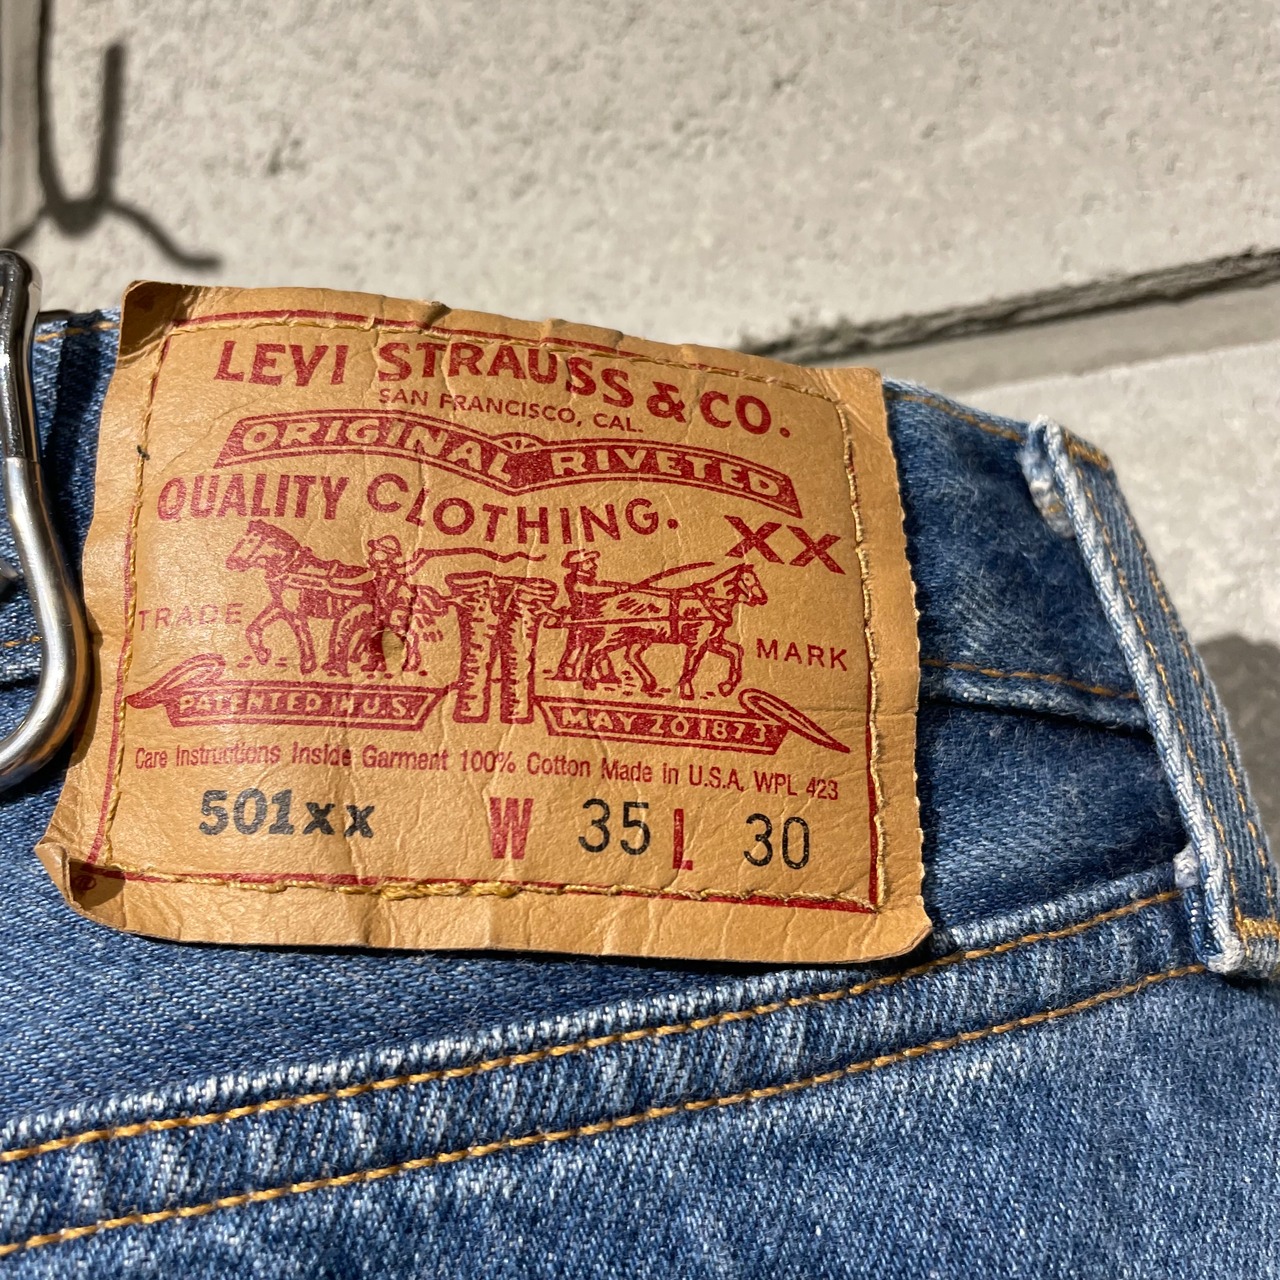 LEVI STRAUSS & CO.
SAN FRANCISCO, CAL.
ORIGINAL RIVETED
QUALITY CLOTHING.
XX
TRADE MARK
PATENTED IN U.S.
MAY 20 1873
Care Instructions Inside Garment 100% Cotton Made in U.S.A. WPL 423
501xx W 35 L 30